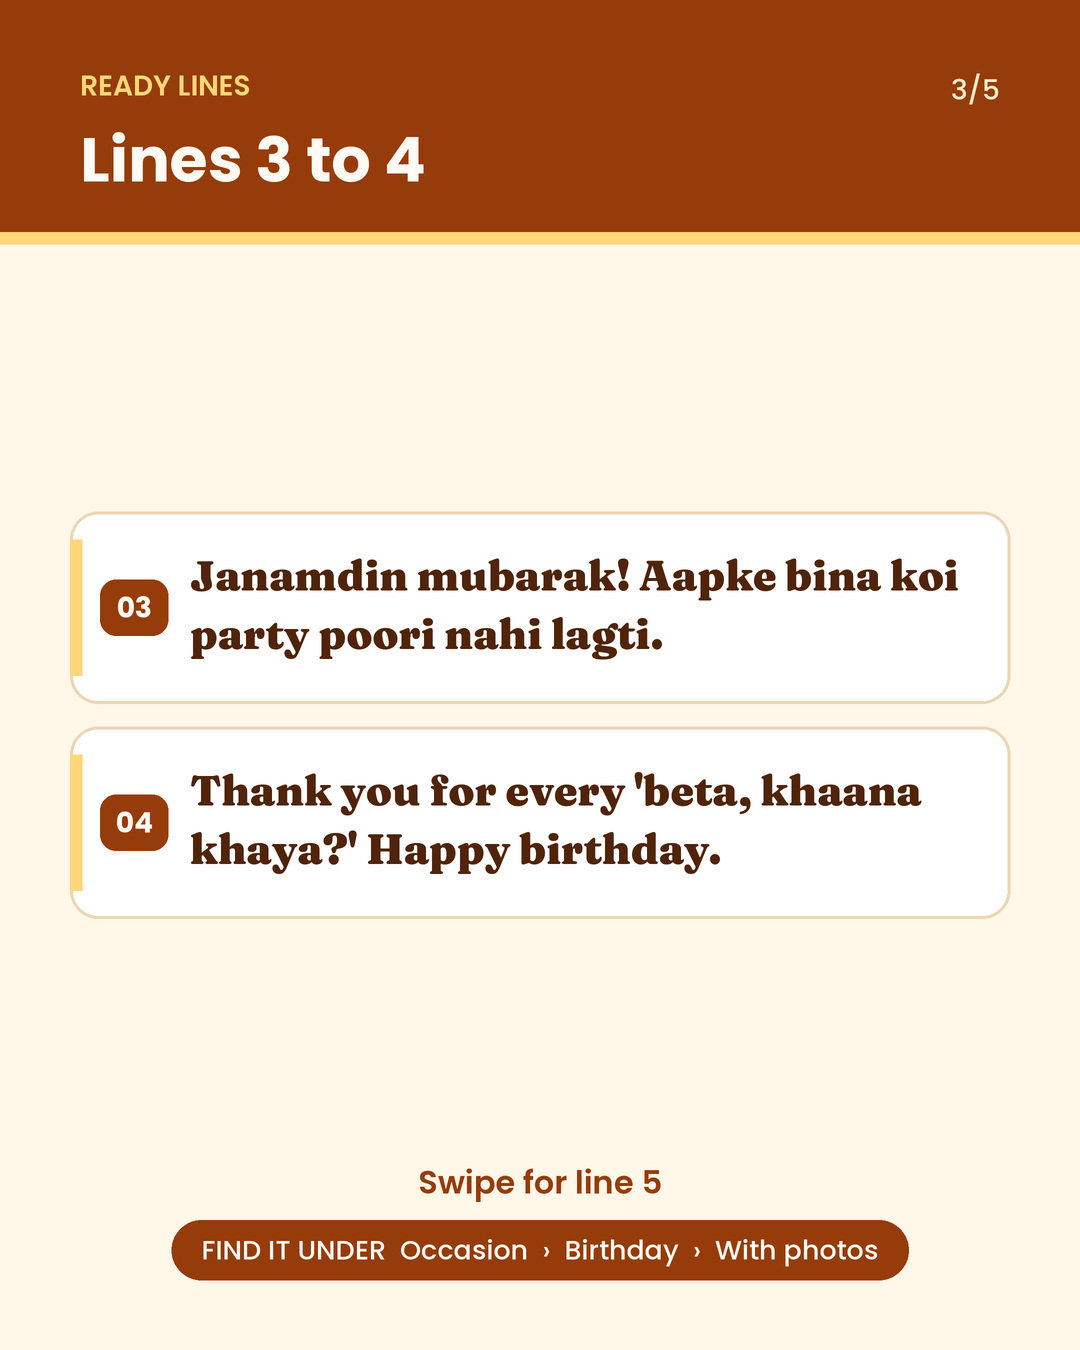 READY LINES
3/5
Lines 3 to 4
03
Janamdin mubarak! Aapke bina koi
party poori nahi lagti.
04
Thank you for every 'beta, khaana
khaya?' Happy birthday.
Swipe for line 5
FIND IT UNDER Occasion › Birthday › With photos